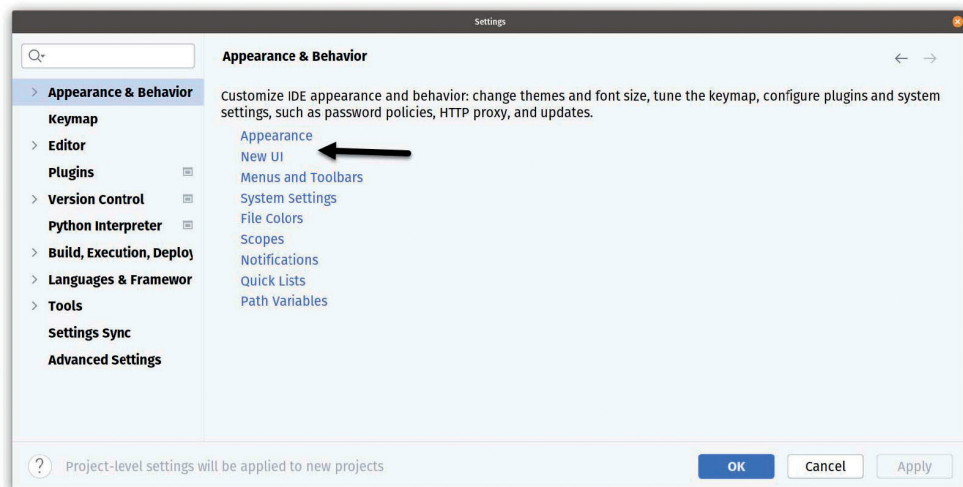 Settings
Appearance & Behavior
Keymap
Editor
Plugins
Version Control
Python Interpreter
Build, Execution, Deploy
Languages & Framewor
Tools
Settings Sync
Advanced Settings
Appearance & Behavior
Customize IDE appearance and behavior: change themes and font size, tune the keymap, configure plugins and system
settings, such as password policies, HTTP proxy, and updates.
Appearance
New UI
Menus and Toolbars
System Settings
File Colors
Scopes
Notifications
Quick Lists
Path Variables
? Project-level settings will be applied to new projects
OK Cancel Apply